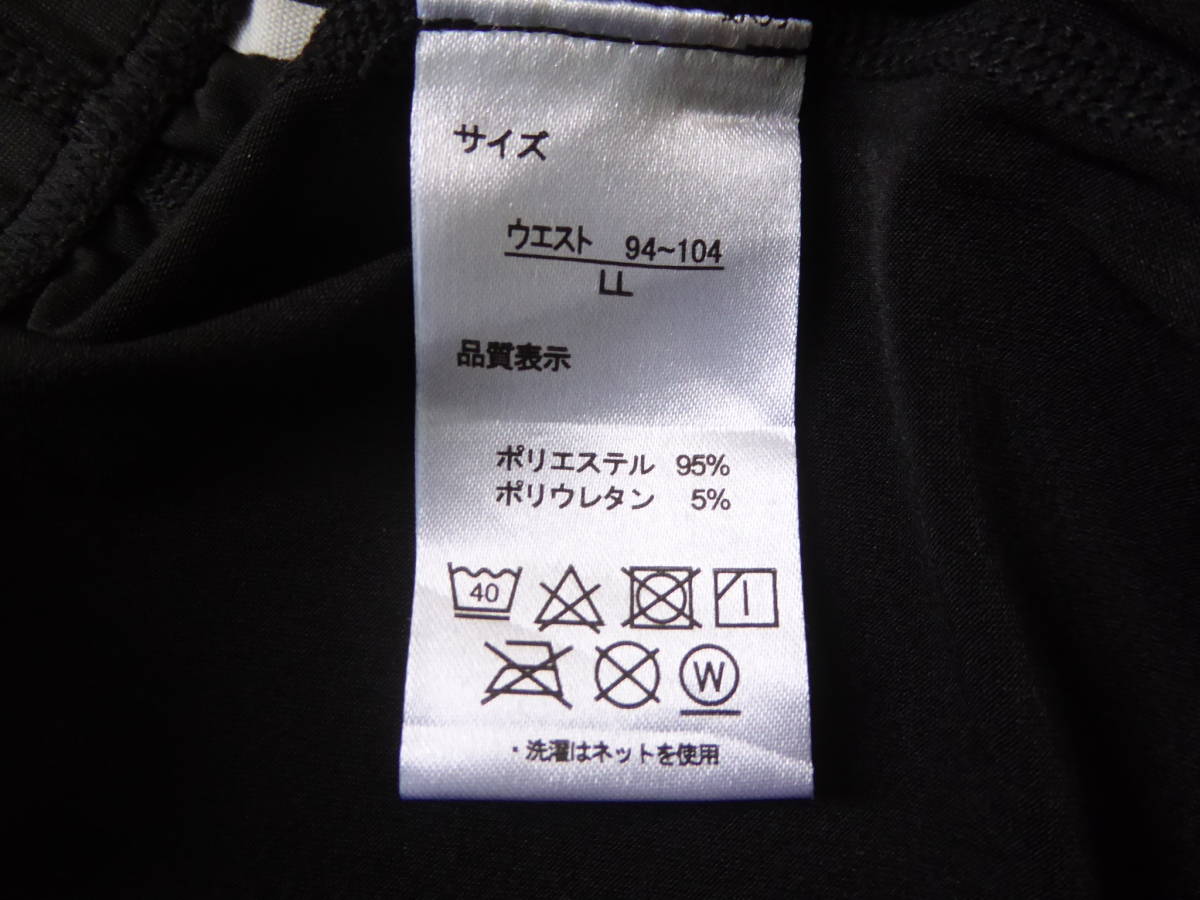 サイズ
ウエスト 94~104
LL
品質表示
ポリエステル 95%
ポリウレタン 5%
40
W
・洗濯はネットを使用